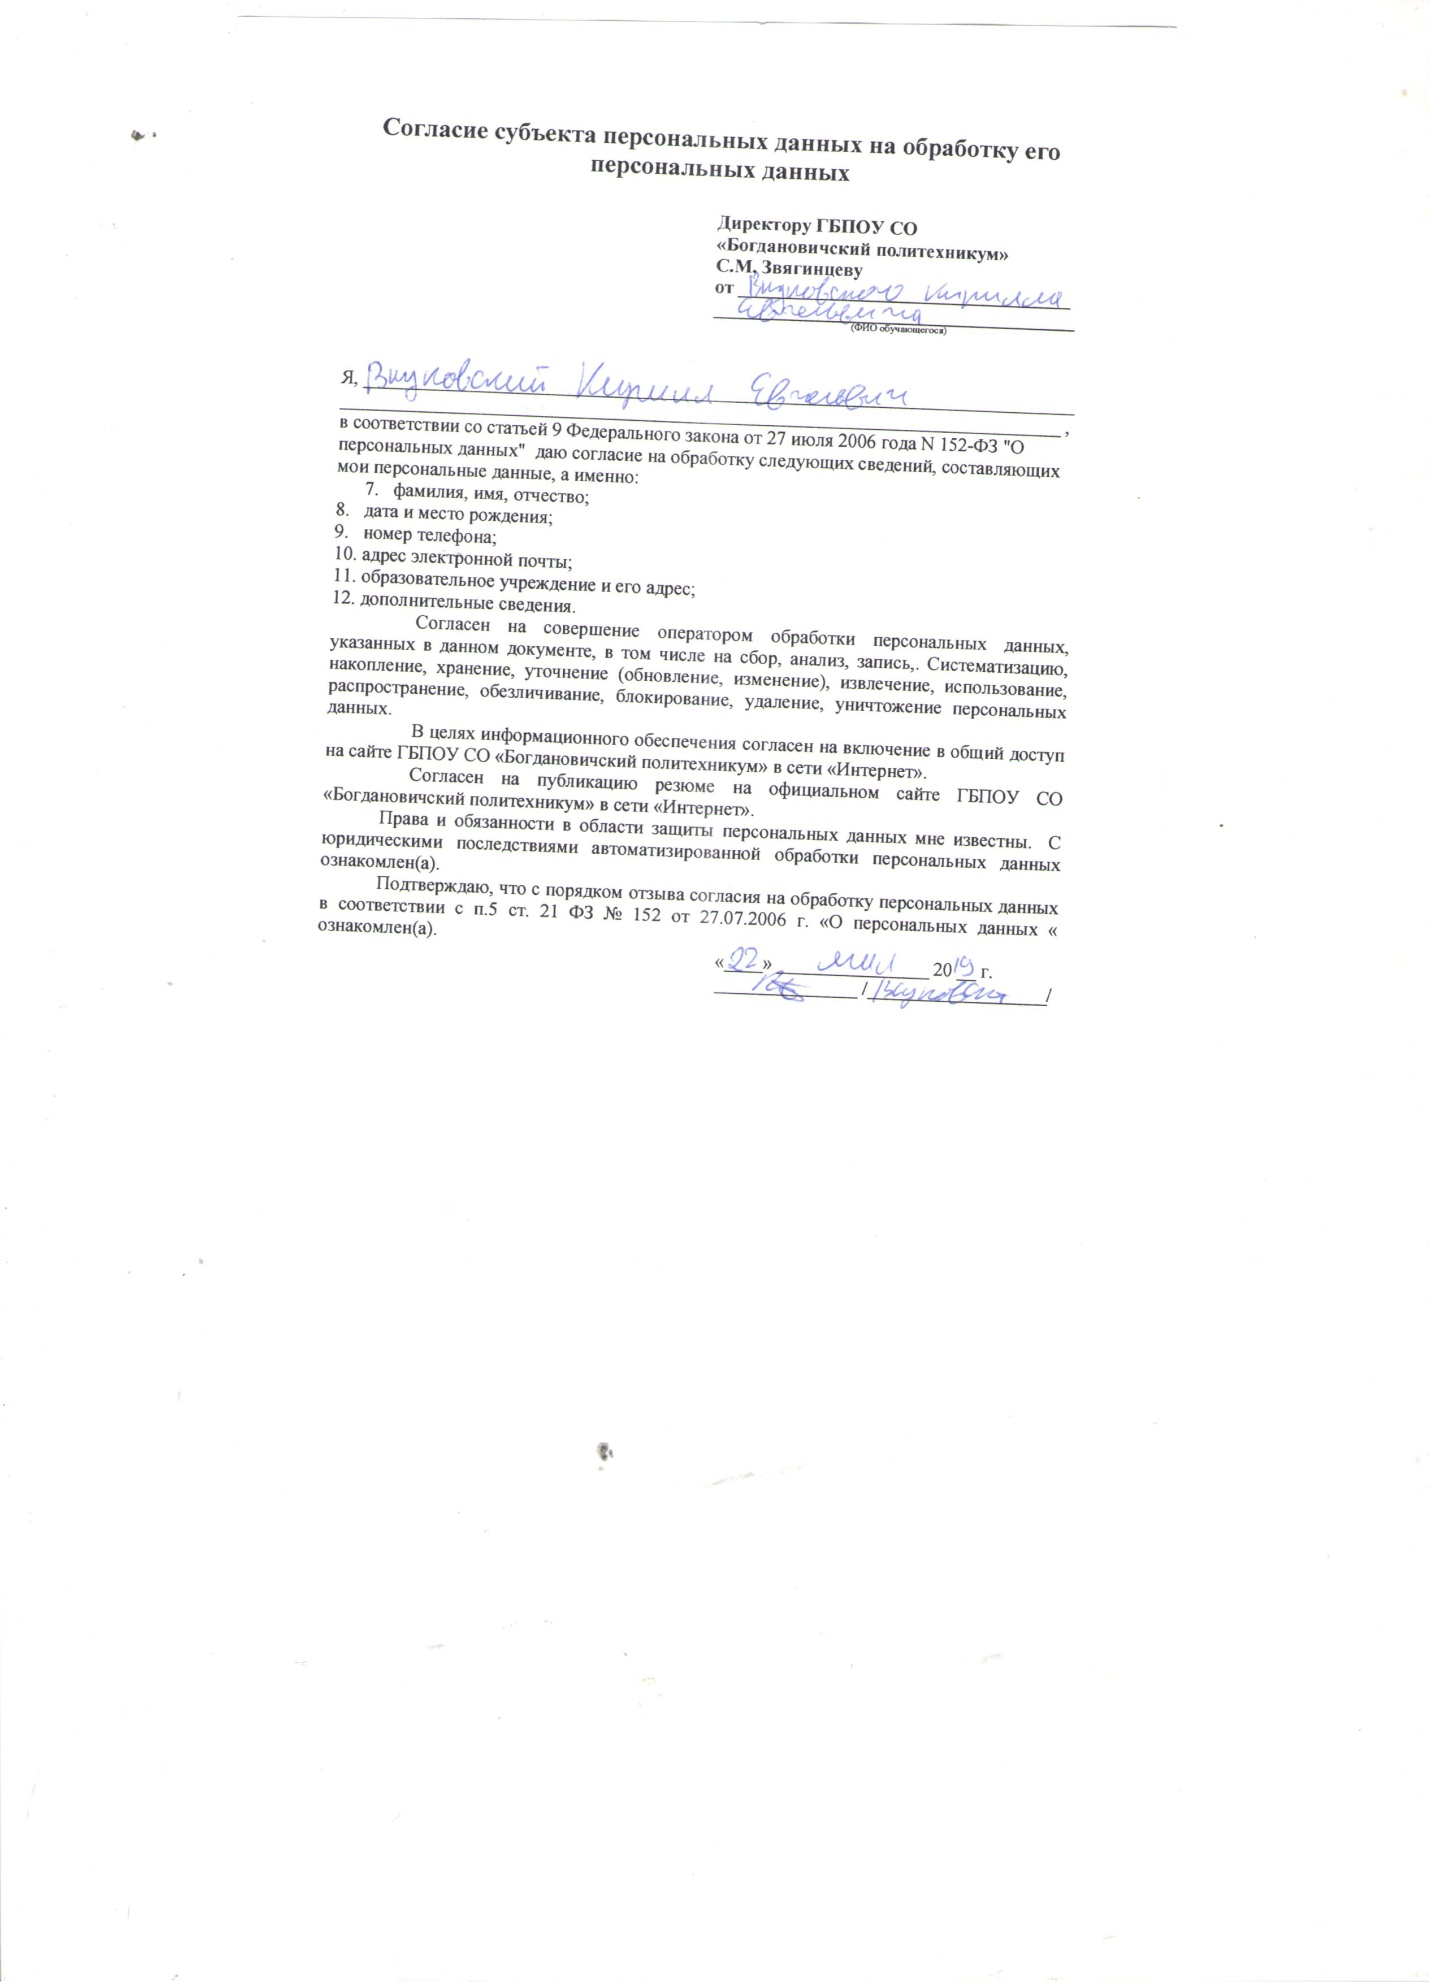 Согласие субъекта персональных данных на обработку его
персональных данных
Директору ГБПОУ СО
«Богдановичский политехникум»
С.М. Звягинцеву
от Внуковского Кирилла
Евгеньевича
(ФИО обучающегося)
Я, Внуковский Кирилл Евгеневич
,
в соответствии со статьей 9 Федерального закона от 27 июля 2006 года N 152-ФЗ "О
персональных данных" даю согласие на обработку следующих сведений, составляющих
мои персональные данные, а именно:
7. фамилия, имя, отчество;
8. дата и место рождения;
9. номер телефона;
10. адрес электронной почты;
11. образовательное учреждение и его адрес;
12. дополнительные сведения.
Согласен на совершение оператором обработки персональных данных,
указанных в данном документе, в том числе на сбор, анализ, запись,. Систематизацию,
накопление, хранение, уточнение (обновление, изменение), извлечение, использование,
распространение, обезличивание, блокирование, удаление, уничтожение персональных
данных.
В целях информационного обеспечения согласен на включение в общий доступ
на сайте ГБПОУ СО «Богдановичский политехникум» в сети «Интернет».
Согласен на публикацию резюме на официальном сайте ГБПОУ СО
«Богдановичский политехникум» в сети «Интернет».
Права и обязанности в области защиты персональных данных мне известны. С
юридическими последствиями автоматизированной обработки персональных данных
ознакомлен(а).
Подтверждаю, что с порядком отзыва согласия на обработку персональных данных
в соответствии с п.5 ст. 21 ФЗ № 152 от 27.07.2006 г. «О персональных данных «
ознакомлен(а).
«22» мая 2019 г.
/ /